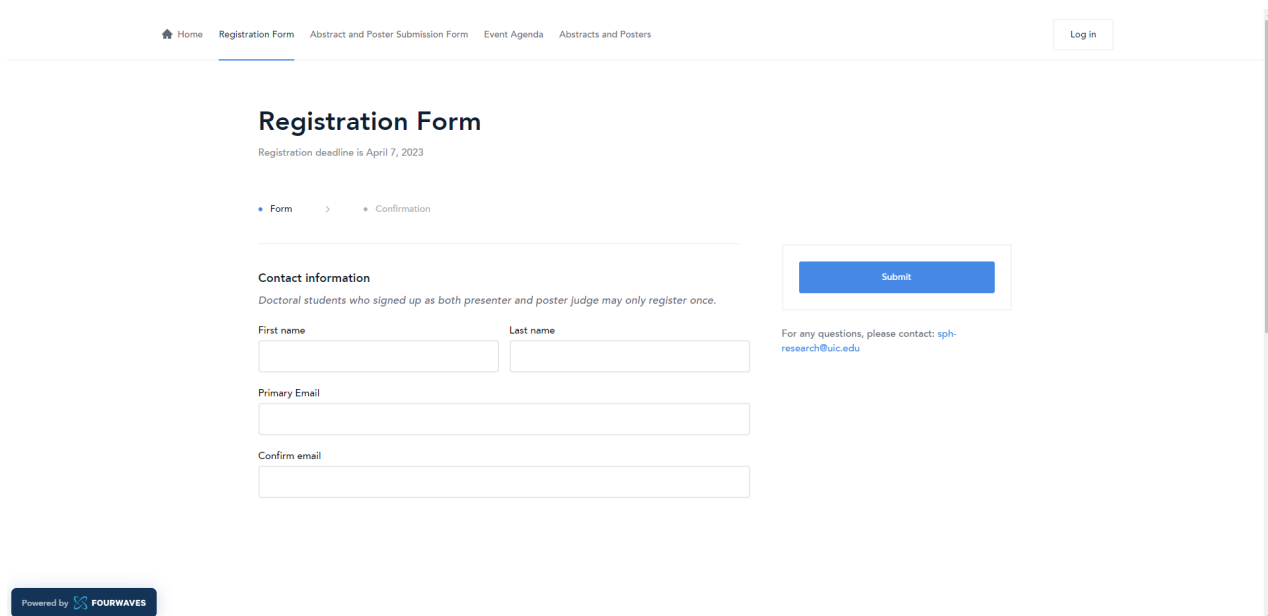 Home Registration Form Abstract and Poster Submission Form Event Agenda Abstracts and Posters Log in
Registration Form
Registration deadline is April 7, 2023
Form > Confirmation
Contact information
Doctoral students who signed up as both presenter and poster judge may only register once.
First name Last name
Primary Email
Confirm email
Submit
For any questions, please contact: sph-
research@uic.edu
Powered by FOURWAVES